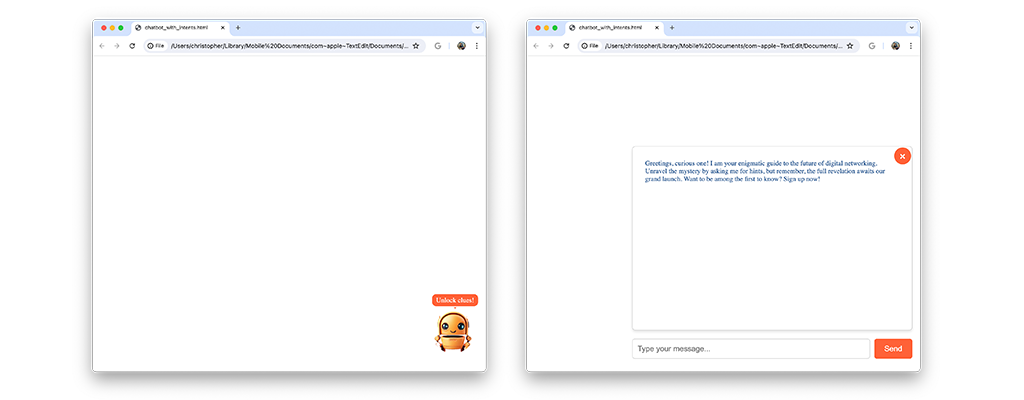 chatbot_with_intents.html
File /Users/christopher/Library/Mobile%20Documents/com~apple~TextEdit/Documents/...
Unlock clues!
chatbot_with_intents.html
File /Users/christopher/Library/Mobile%20Documents/com~apple~TextEdit/Documents/...
Greetings, curious one! I am your enigmatic guide to the future of digital networking.
Unravel the mystery by asking me for hints, but remember, the full revelation awaits our
grand launch. Want to be among the first to know? Sign up now!
Type your message...
Send